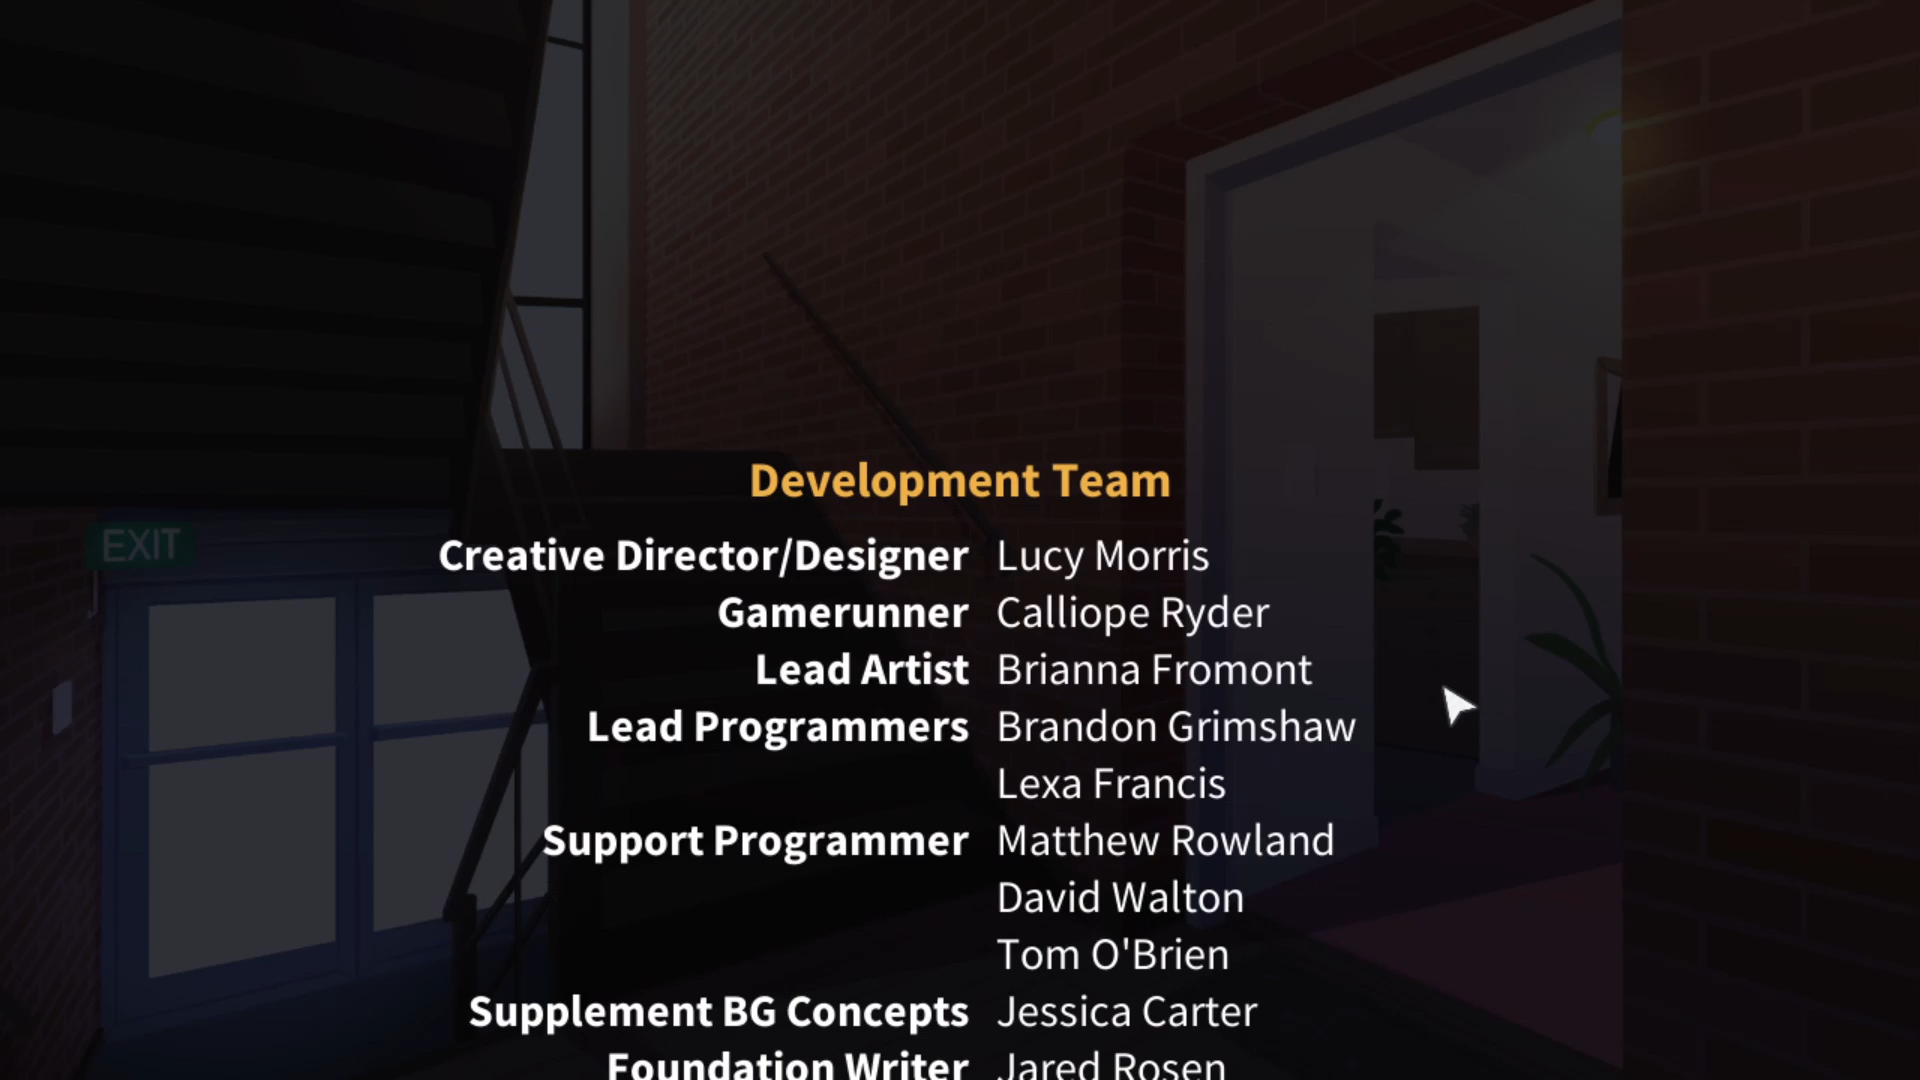 Development Team
EXIT
Creative Director/Designer Lucy Morris
Gamerunner Calliope Ryder
Lead Artist Brianna Fromont
Lead Programmers Brandon Grimshaw
Lexa Francis
Support Programmer Matthew Rowland
David Walton
Tom O'Brien
Supplement BG Concepts Jessica Carter
Foundation Writer Jared Rosen